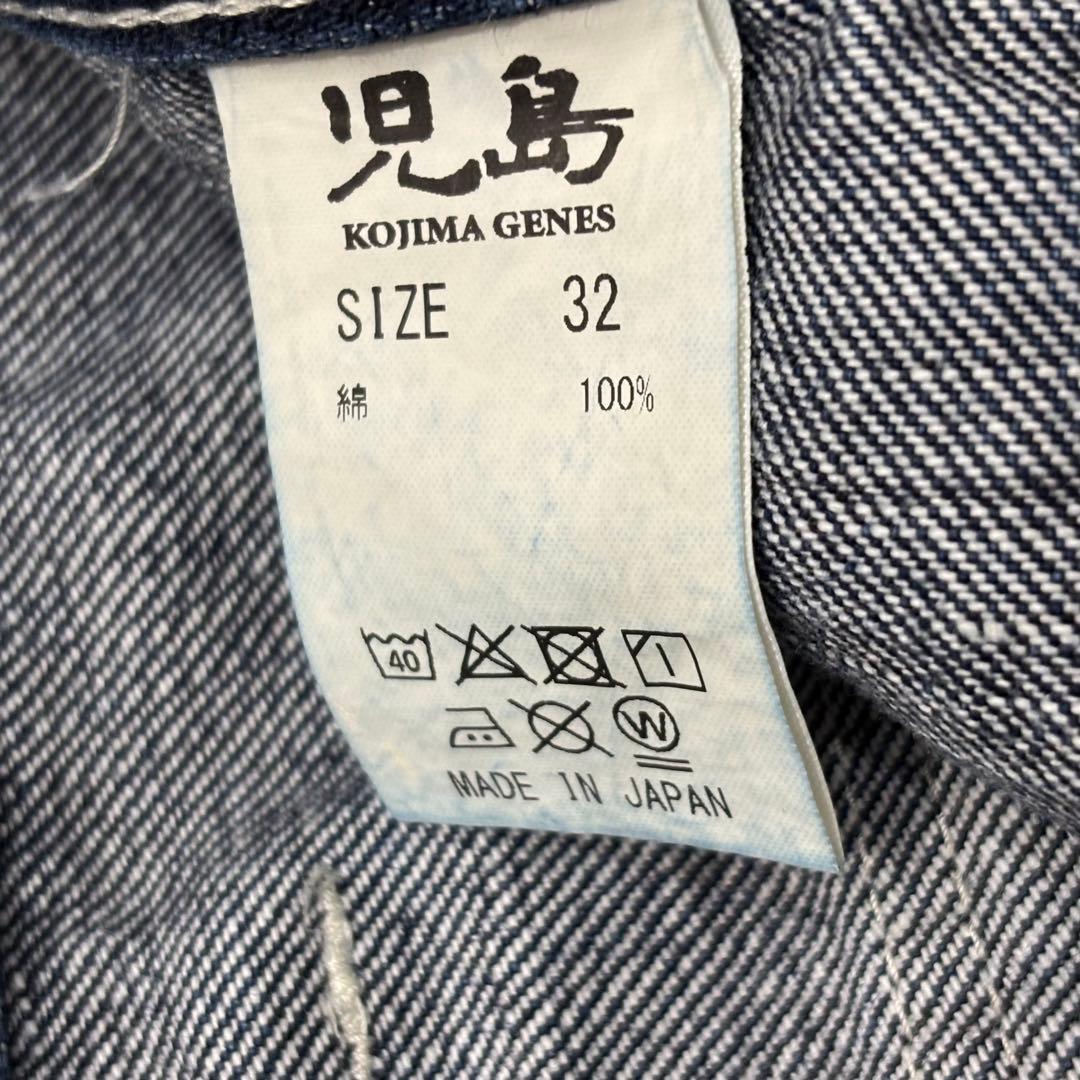 児島
KOJIMA GENES
SIZE 32
綿 100%
40
W
MADE IN JAPAN